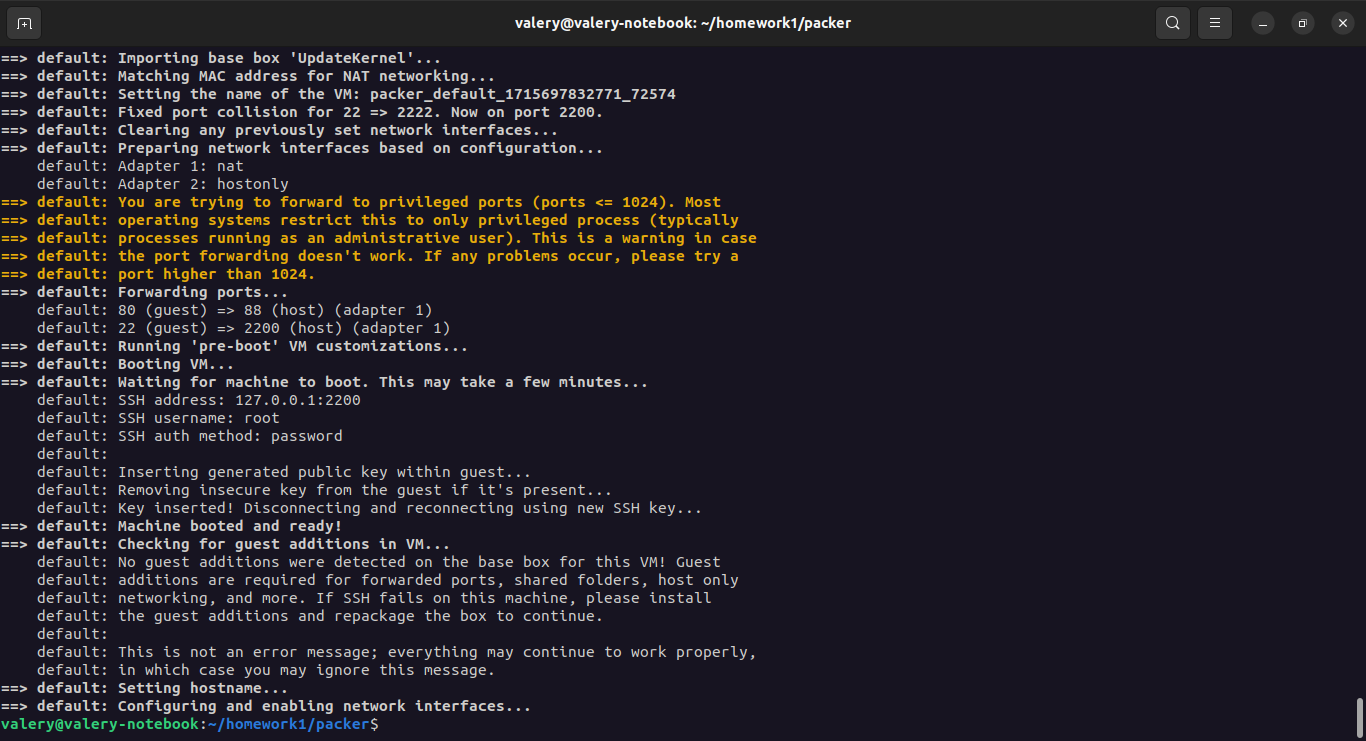 valery@valery-notebook: ~/homework1/packer
==> default: Importing base box 'UpdateKernel'...
==> default: Matching MAC address for NAT networking...
==> default: Setting the name of the VM: packer_default_1715697832771_72574
==> default: Fixed port collision for 22 => 2222. Now on port 2200.
==> default: Clearing any previously set network interfaces...
==> default: Preparing network interfaces based on configuration...
    default: Adapter 1: nat
    default: Adapter 2: hostonly
==> default: You are trying to forward to privileged ports (ports <= 1024). Most
==> default: operating systems restrict this to only privileged process (typically
==> default: processes running as an administrative user). This is a warning in case
==> default: the port forwarding doesn't work. If any problems occur, please try a
==> default: port higher than 1024.
==> default: Forwarding ports...
    default: 80 (guest) => 88 (host) (adapter 1)
    default: 22 (guest) => 2200 (host) (adapter 1)
==> default: Running 'pre-boot' VM customizations...
==> default: Booting VM...
==> default: Waiting for machine to boot. This may take a few minutes...
    default: SSH address: 127.0.0.1:2200
    default: SSH username: root
    default: SSH auth method: password
    default:
    default: Inserting generated public key within guest...
    default: Removing insecure key from the guest if it's present...
    default: Key inserted! Disconnecting and reconnecting using new SSH key...
==> default: Machine booted and ready!
==> default: Checking for guest additions in VM...
    default: No guest additions were detected on the base box for this VM! Guest
    default: additions are required for forwarded ports, shared folders, host only
    default: networking, and more. If SSH fails on this machine, please install
    default: the guest additions and repackage the box to continue.
    default:
    default: This is not an error message; everything may continue to work properly,
    default: in which case you may ignore this message.
==> default: Setting hostname...
==> default: Configuring and enabling network interfaces...
valery@valery-notebook:~/homework1/packer$